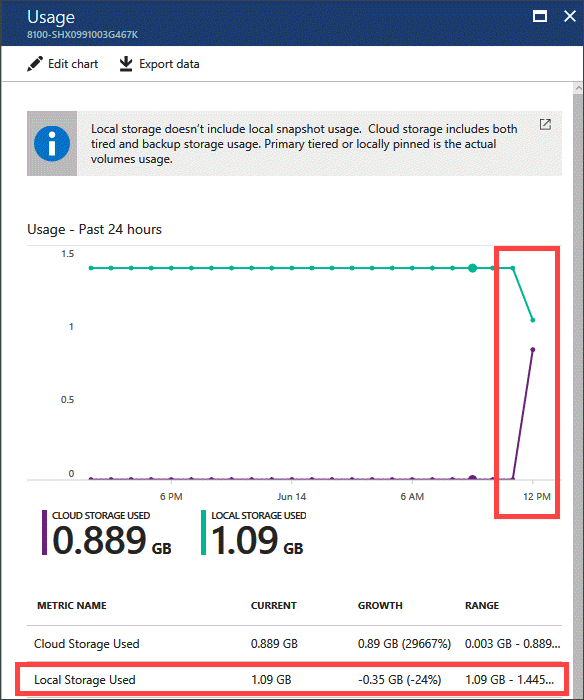 Usage
8100-SHX0991003G467K
Edit chart
Export data
Local storage doesn't include local snapshot usage. Cloud storage includes both
tired and backup storage usage. Primary tiered or locally pinned is the actual
volumes usage.
Usage - Past 24 hours
1.5
1
0.5
0
6 PM
Jun 14
6 AM
12 PM
CLOUD STORAGE USED
0.889 GB
LOCAL STORAGE USED
1.09 GB
METRIC NAME CURRENT GROWTH RANGE
Cloud Storage Used 0.889 GB 0.89 GB (29667%) 0.003 GB - 0.889...
Local Storage Used 1.09 GB -0.35 GB (-24%) 1.09 GB - 1.445...